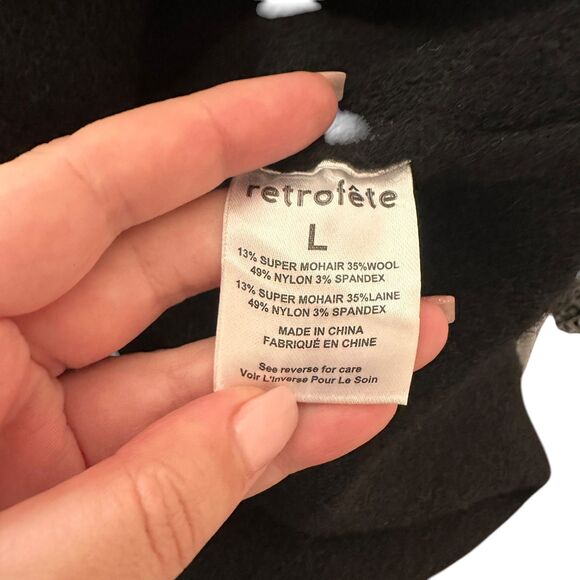 retrofête
L
13% SUPER MOHAIR 35%WOOL
49% NYLON 3% SPANDEX
13% SUPER MOHAIR 35%LAINE
49% NYLON 3% SPANDEX
MADE IN CHINA
FABRIQUÉ EN CHINE
See reverse for care
Voir L'Inverse Pour Le Soin